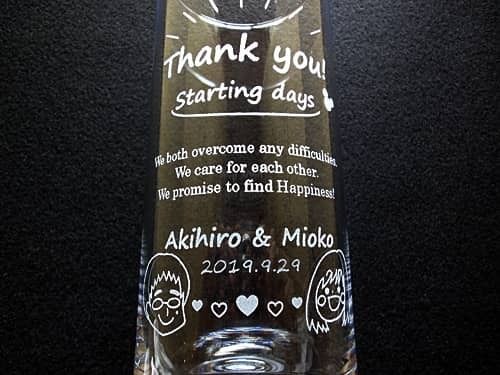 Thank you!
Starting days
We both overcome any difficulties.
We care for each other.
We promise to find Happiness!
Akihiro & Mioko
2019.9.29